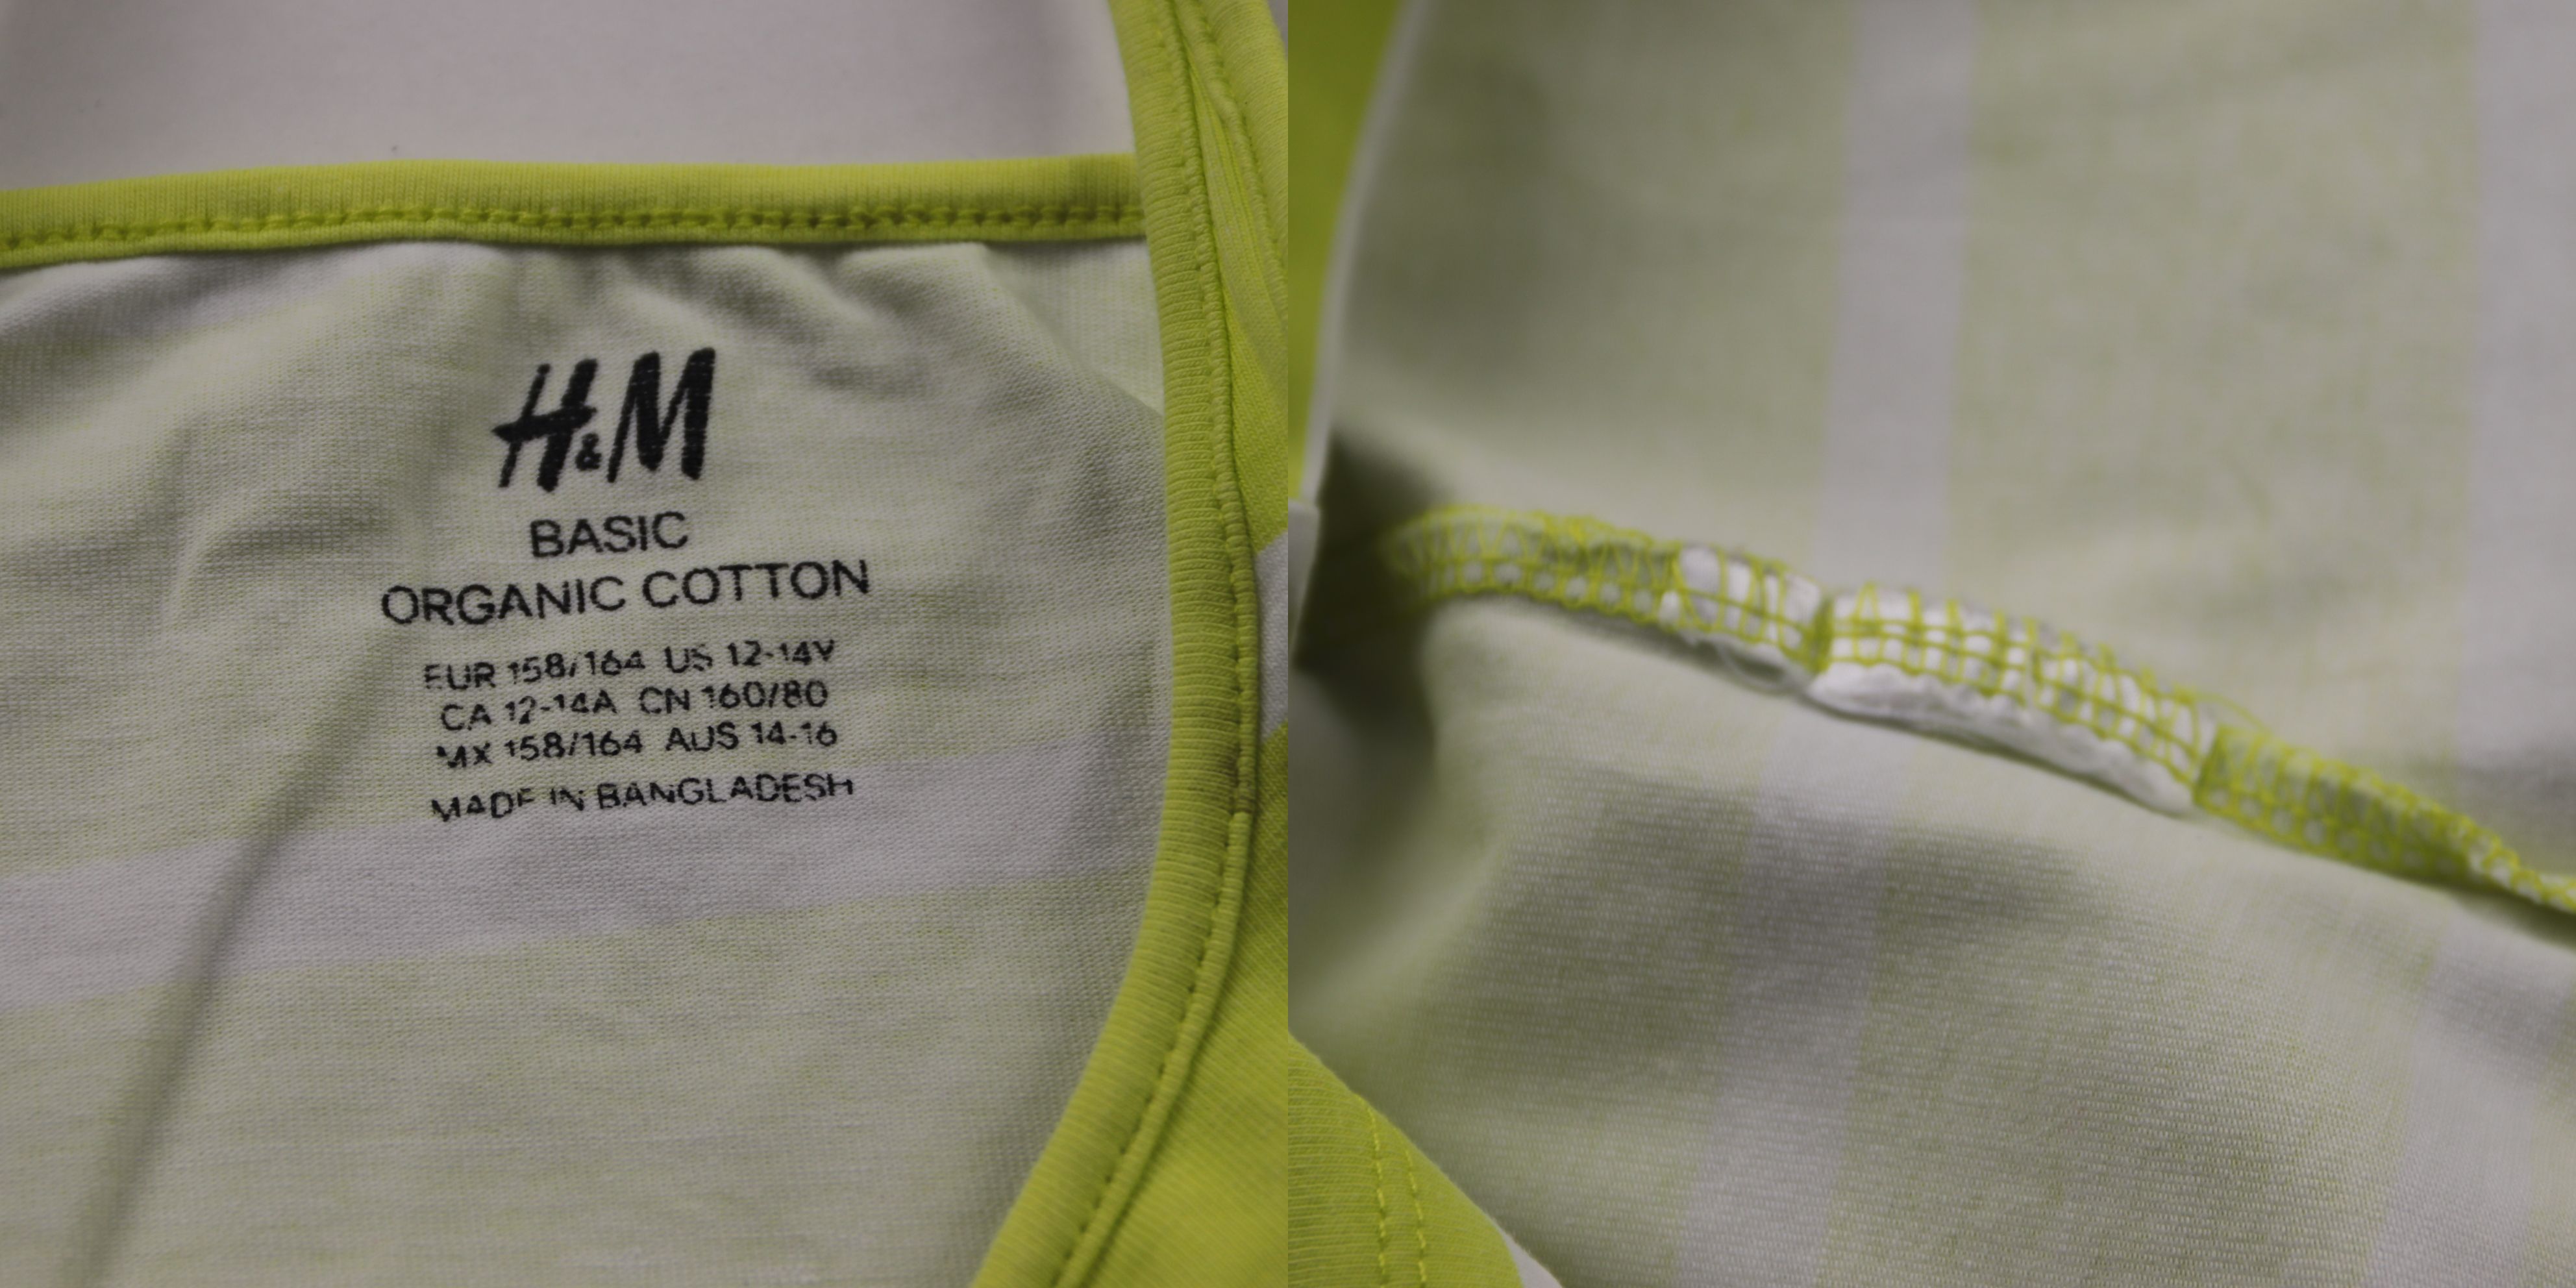 H&M
BASIC
ORGANIC COTTON
EUR 158/164 US 12-14Y
CA 12-14A CN 160/80
MX 158/164 AUS 14-16
MADE IN BANGLADESH